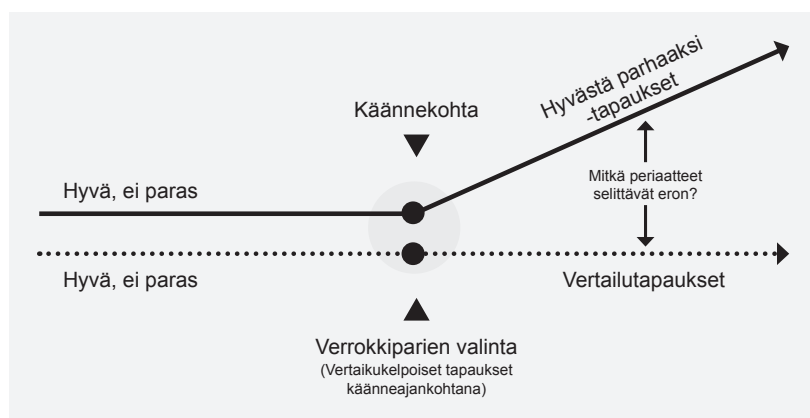 Hyvästä parhaaksi
-tapaukset
Käännekohta
Mitkä periaatteet
selittävät eron?
Hyvä, ei paras
Hyvä, ei paras
Vertailutapaukset
Verrokkiparien valinta
(Vertaikukelpoiset tapaukset
käänneajankohtana)